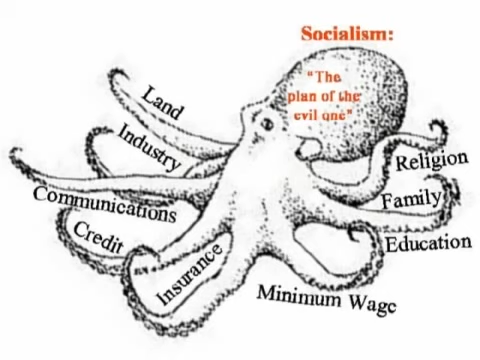 Socialism:
"The
plan of the
evil one"
Land
Industry
Communications
Credit
Insurance
Minimum Wage
Religion
Family
Education